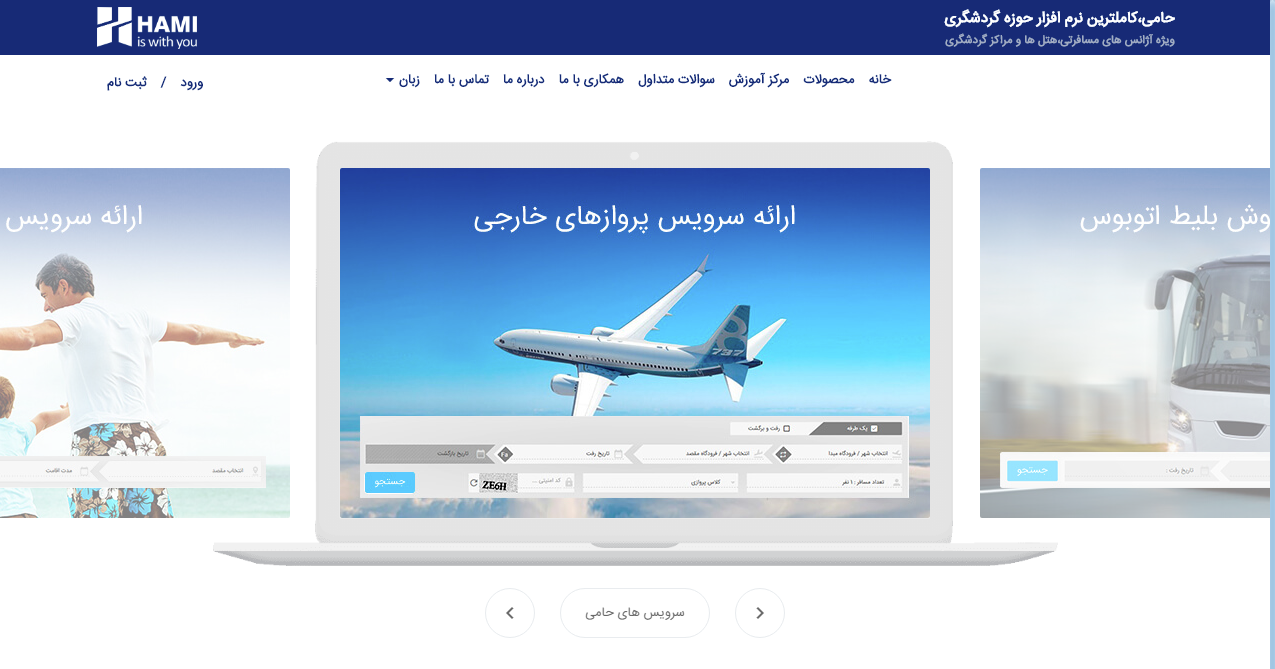 حامی،کاملترین نرم افزار حوزه گردشگری
ویژه آژانس های مسافرتی،هتل ها و مراکز گردشگری
HAMI
is with you
خانه محصولات مرکز آموزش سوالات متداول همکاری با ما درباره ما تماس با ما زبان
ورود / ثبت نام
وش بلیط اتوبوس
ارائه سرویس پروازهای خارجی
ارائه سرویس
8
737
یک طرفه
رفت و برگشت
انتخاب شهر / فرودگاه مبدا
انتخاب شهر / فرودگاه مقصد
تاریخ رفت
تاریخ بازگشت
تعداد مسافر : ۱ نفر
کلاس پروازی
کد امنیتی ...
ZE6H
جستجو
تاریخ رفت :
جستجو
انتخاب مقصد
مدت اقامت
سرویس های حامی